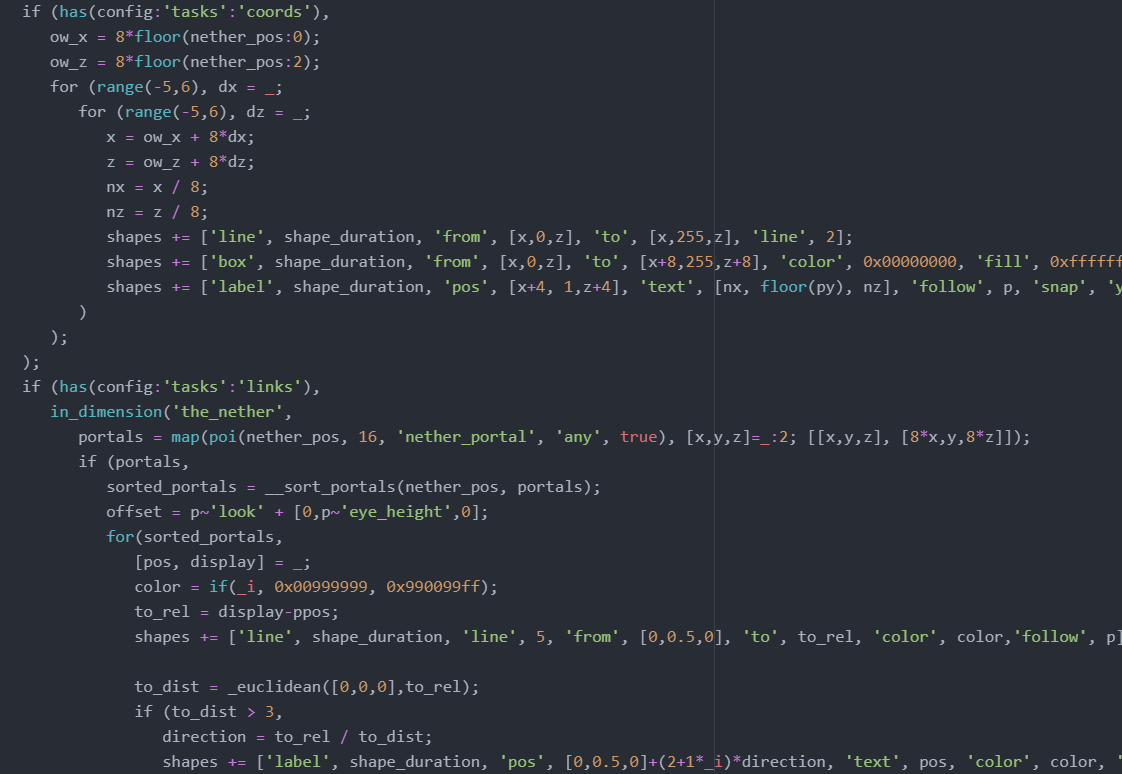 if (has(config:'tasks':'coords'),
ow_x = 8*floor(nether_pos:0);
ow_z = 8*floor(nether_pos:2);
for (range(-5,6), dx = _;
for (range(-5,6), dz = _;
x = ow_x + 8*dx;
z = ow_z + 8*dz;
nx = x / 8;
nz = z / 8;
shapes += ['line', shape_duration, 'from', [x,0,z], 'to', [x,255,z], 'line', 2];
shapes += ['box', shape_duration, 'from', [x,0,z], 'to', [x+8,255,z+8], 'color', 0x00000000, 'fill', 0xffffff
shapes += ['label', shape_duration, 'pos', [x+4, 1,z+4], 'text', [nx, floor(py), nz], 'follow', p, 'snap', 'y
)
);
);
if (has(config:'tasks':'links'),
in_dimension('the_nether',
portals = map(poi(nether_pos, 16, 'nether_portal', 'any', true), [x,y,z]=_:2; [[x,y,z], [8*x,y,8*z]]);
if (portals,
sorted_portals = __sort_portals(nether_pos, portals);
offset = p~'look' + [0,p~'eye_height',0];
for(sorted_portals,
[pos, display] = _;
color = if(_i, 0x00999999, 0x990099ff);
to_rel = display-ppos;
shapes += ['line', shape_duration, 'line', 5, 'from', [0,0.5,0], 'to', to_rel, 'color', color,'follow', p]
to_dist = _euclidean([0,0,0],to_rel);
if (to_dist > 3,
direction = to_rel / to_dist;
shapes += ['label', shape_duration, 'pos', [0,0.5,0]+(2+1*_i)*direction, 'text', pos, 'color', color, '